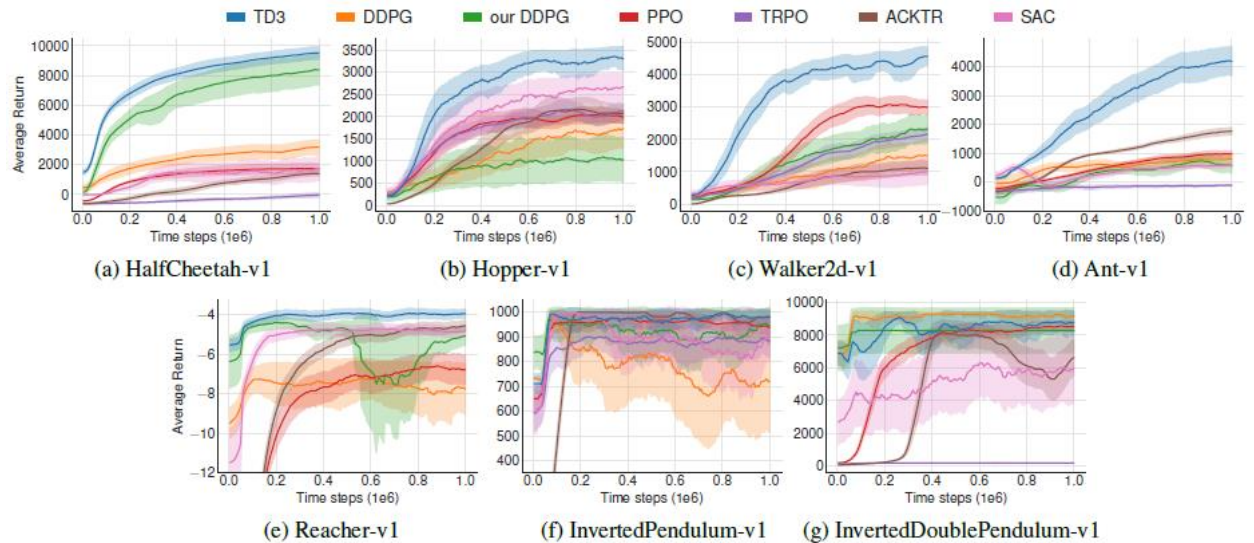 TD3 DDPG our DDPG PPO TRPO ACKTR SAC
Average Return
10000
8000
6000
4000
2000
0
0.0 0.2 0.4 0.6 0.8 1.0
Time steps (1e6)
(a) HalfCheetah-v1
3500
3000
2500
2000
1500
1000
500
0
0.0 0.2 0.4 0.6 0.8 1.0
Time steps (1e6)
(b) Hopper-v1
5000
4000
3000
2000
1000
0
0.0 0.2 0.4 0.6 0.8 1.0
Time steps (1e6)
(c) Walker2d-v1
4000
3000
2000
1000
0
−1000
0.0 0.2 0.4 0.6 0.8 1.0
Time steps (1e6)
(d) Ant-v1
Average Return
−4
−6
−8
−10
−12
0.0 0.2 0.4 0.6 0.8 1.0
Time steps (1e6)
(e) Reacher-v1
1000
900
800
700
600
500
400
0.0 0.2 0.4 0.6 0.8 1.0
Time steps (1e6)
(f) InvertedPendulum-v1
10000
8000
6000
4000
2000
0
0.0 0.2 0.4 0.6 0.8 1.0
Time steps (1e6)
(g) InvertedDoublePendulum-v1